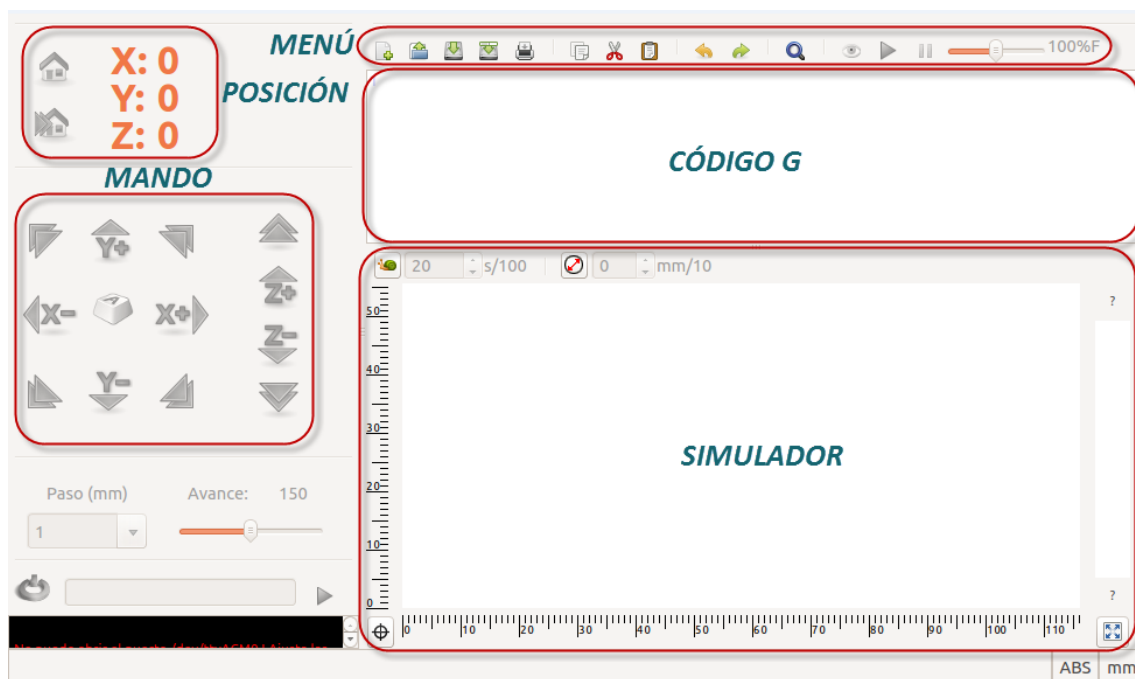 MENÚ
100%F
X: 0
Y: 0
Z: 0
POSICIÓN
CÓDIGO G
MANDO
Y+
X-
X+
Z+
Z-
Y-
20 s/100 0 mm/10
?
50
40
30
20
10
0
SIMULADOR
?
0 10 20 30 40 50 60 70 80 90 100 110
Paso (mm) Avance: 150
1
ABS mm